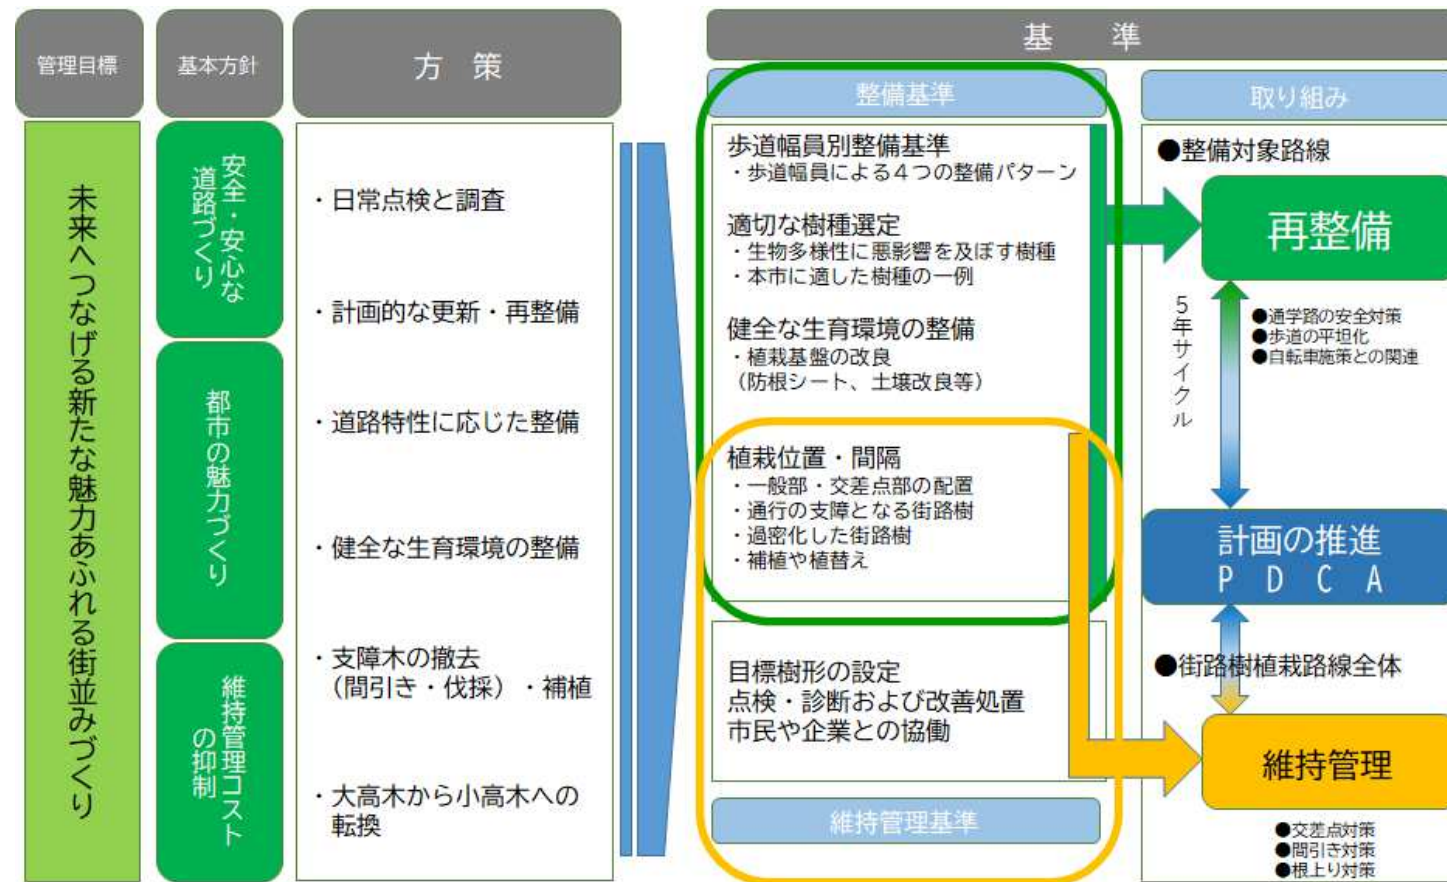 管理目標
基本方針
方　策
基　　準
整備基準
取り組み
未来へつなげる新たな魅力あふれる街並みづくり
安全・安心な
道路づくり
都市の魅力づくり
維持管理コスト
の抑制
・日常点検と調査
・計画的な更新・再整備
・道路特性に応じた整備
・健全な生育環境の整備
・支障木の撤去
（間引き・伐採）・補植
・大高木から小高木への
転換
歩道幅員別整備基準
・歩道幅員による４つの整備パターン
適切な樹種選定
・生物多様性に悪影響を及ぼす樹種
・本市に適した樹種の一例
健全な生育環境の整備
・植栽基盤の改良
（防根シート、土壌改良等）
植栽位置・間隔
・一般部・交差点部の配置
・通行の支障となる街路樹
・過密化した街路樹
・補植や植替え
目標樹形の設定
点検・診断および改善処置
市民や企業との協働
維持管理基準
●整備対象路線
再整備
５年サイクル
●通学路の安全対策
●歩道の平坦化
●自転車施策との関連
計画の推進
Ｐ　Ｄ　Ｃ　Ａ
●街路樹植栽路線全体
維持管理
●交差点対策
●間引き対策
●根上り対策